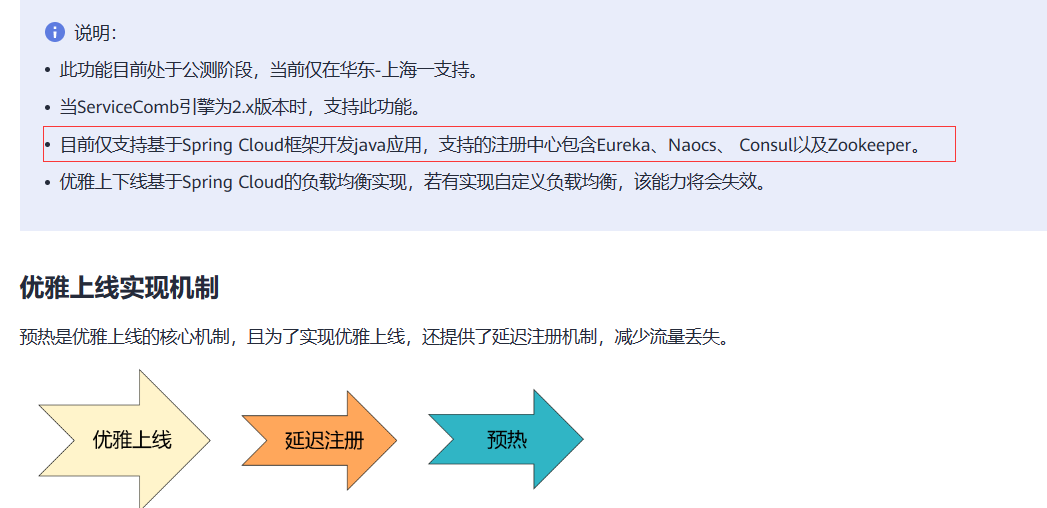 说明：
• 此功能目前处于公测阶段，当前仅在华东-上海一支持。
• 当ServiceComb引擎为2.x版本时，支持此功能。
• 目前仅支持基于Spring Cloud框架开发java应用，支持的注册中心包含Eureka、Naocs、 Consul以及Zookeeper。
• 优雅上下线基于Spring Cloud的负载均衡实现，若有实现自定义负载均衡，该能力将会失效。
优雅上线实现机制
预热是优雅上线的核心机制，且为了实现优雅上线，还提供了延迟注册机制，减少流量丢失。
优雅上线
延迟注册
预热